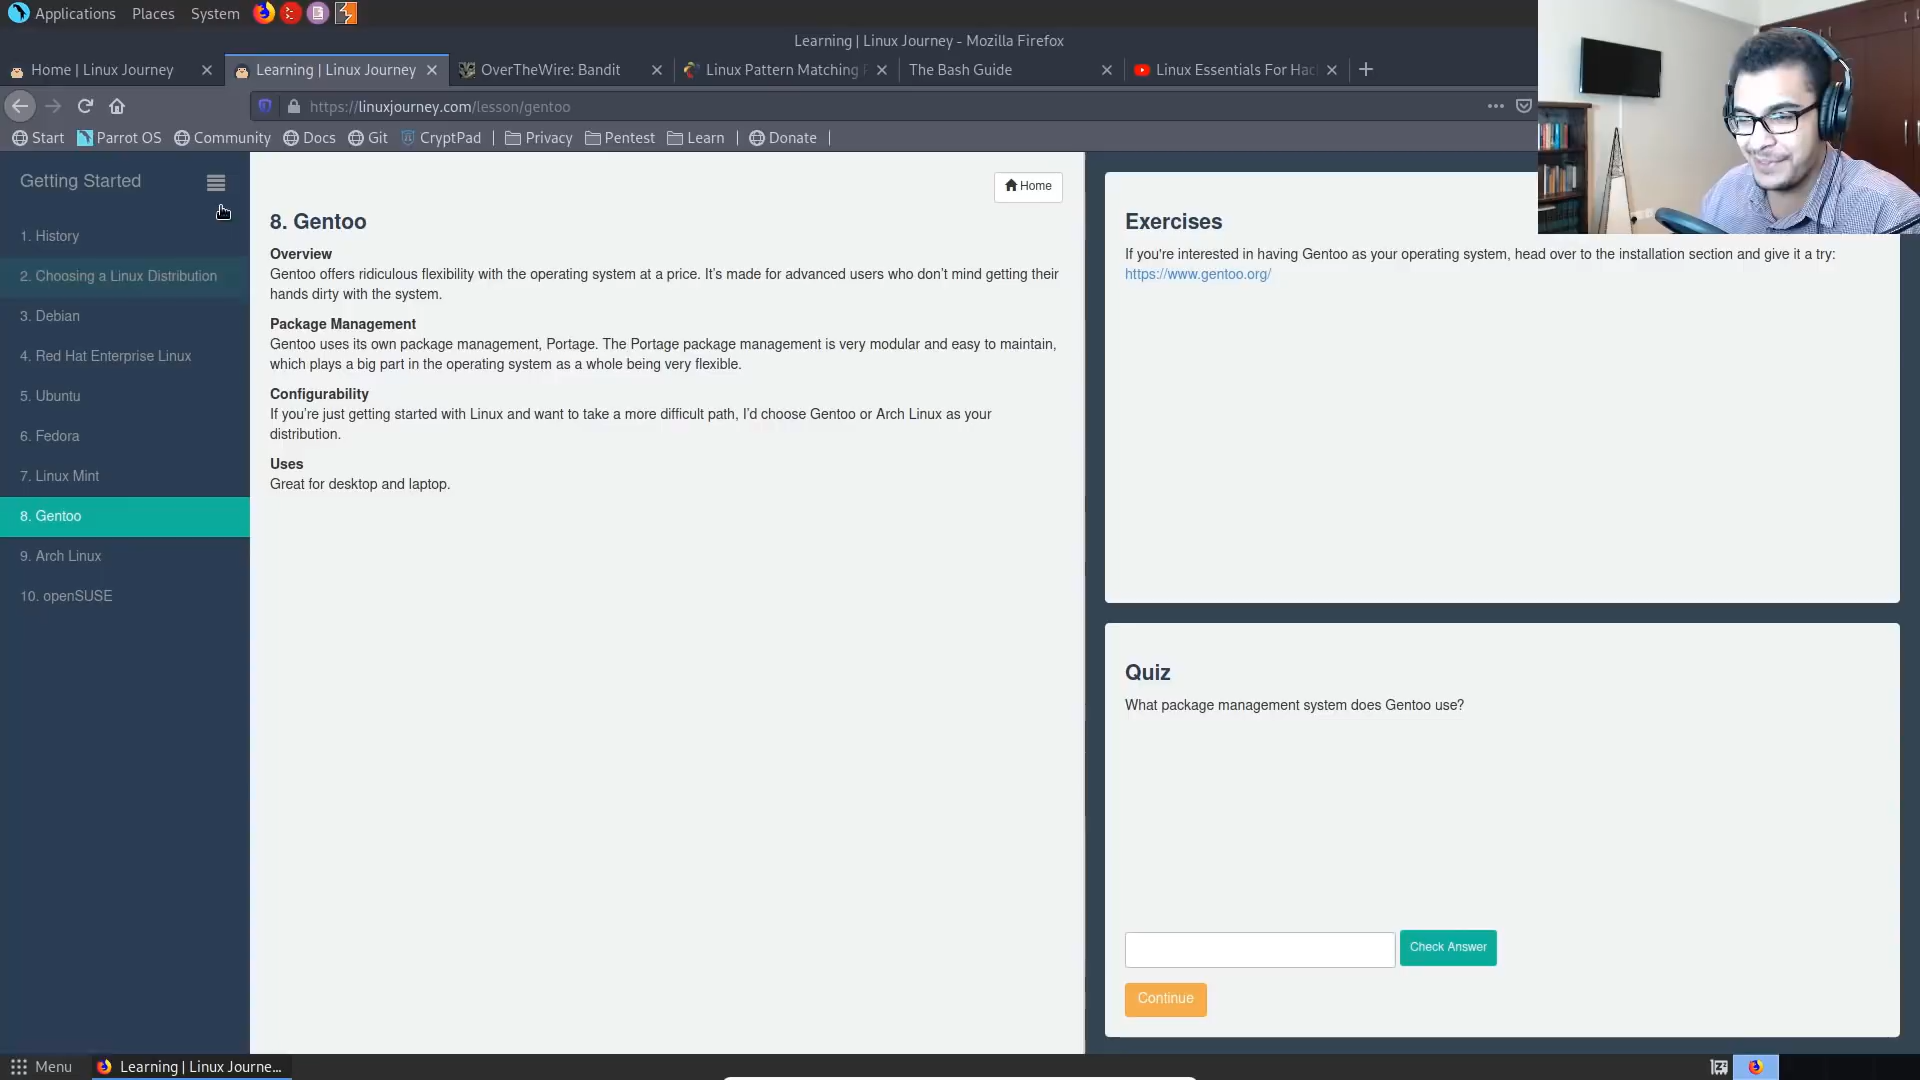 Applications Places System
Learning | Linux Journey - Mozilla Firefox
Home | Linux Journey
Learning | Linux Journey
OverTheWire: Bandit
Linux Pattern Matching
The Bash Guide
Linux Essentials For Hac
https://linuxjourney.com/lesson/gentoo
Start Parrot OS Community Docs Git CryptPad Privacy Pentest Learn Donate
Getting Started
1. History
2. Choosing a Linux Distribution
3. Debian
4. Red Hat Enterprise Linux
5. Ubuntu
6. Fedora
7. Linux Mint
8. Gentoo
9. Arch Linux
10. openSUSE
Home
8. Gentoo
Overview
Gentoo offers ridiculous flexibility with the operating system at a price. It's made for advanced users who don't mind getting their
hands dirty with the system.
Package Management
Gentoo uses its own package management, Portage. The Portage package management is very modular and easy to maintain,
which plays a big part in the operating system as a whole being very flexible.
Configurability
If you're just getting started with Linux and want to take a more difficult path, I'd choose Gentoo or Arch Linux as your
distribution.
Uses
Great for desktop and laptop.
Exercises
If you're interested in having Gentoo as your operating system, head over to the installation section and give it a try:
https://www.gentoo.org/
Quiz
What package management system does Gentoo use?
Check Answer
Continue
Menu
Learning | Linux Journe...